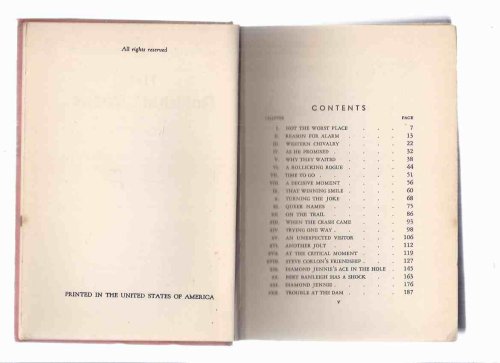 All rights reserved
PRINTED IN THE UNITED STATES OF AMERICA
CONTENTS
CHAPTER PAGE
I. NOT THE WORST PLACE . . . . 7
II. REASON FOR ALARM . . . . 13
III. WESTERN CHIVALRY . . . . 22
IV. AS HE PROMISED . . . . 32
V. WHY THEY WAITED . . . . 38
VI. A ROLLICKING ROGUE . . . . 44
VII. TIME TO GO . . . . 51
VIII. A DECISIVE MOMENT . . . . 56
IX. THAT WINNING SMILE . . . . 60
X. TURNING THE JOKE . . . . 68
XI. QUEER NAMES . . . . 75
XII. ON THE TRAIL . . . . 86
XIII. WHEN THE CRASH CAME . . . . 95
XIV. TRYING ONE WAY . . . . 98
XV. AN UNEXPECTED VISITOR . . . . 106
XVI. ANOTHER JOLT . . . . 112
XVII. AT THE CRITICAL MOMENT . . . . 119
XVIII. STEVE CORLON'S FRIENDSHIP . . . . 127
XIX. DIAMOND JENNIE'S ACE IN THE HOLE . 145
XX. BERT RANLEIGH HAS A SHOCK . . . 163
XXI. DIAMOND JENNIE . . . . 176
XXII. TROUBLE AT THE DAM . . . . 187
V